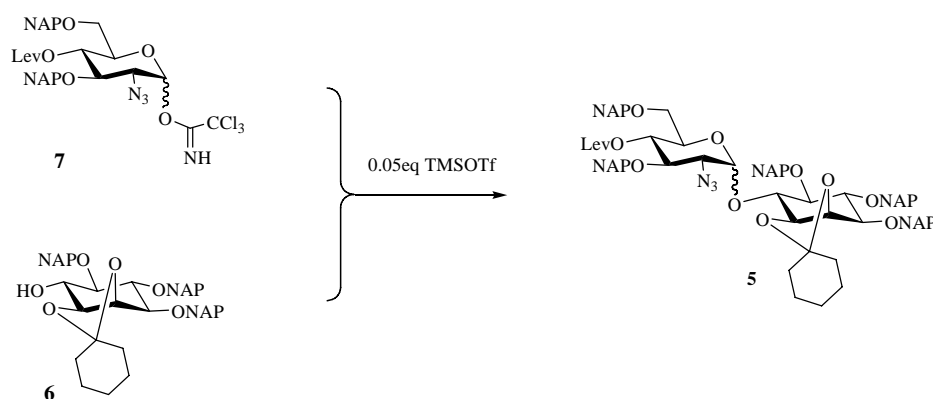 NAPO
LevO
O
NAPO
N3
O
CCl3
NH
7
0.05eq TMSOTf
NAPO
O
HO
ONAP
O
ONAP
6
NAPO
LevO
O
NAPO
N3
NAPO
O
O
ONAP
O
ONAP
5